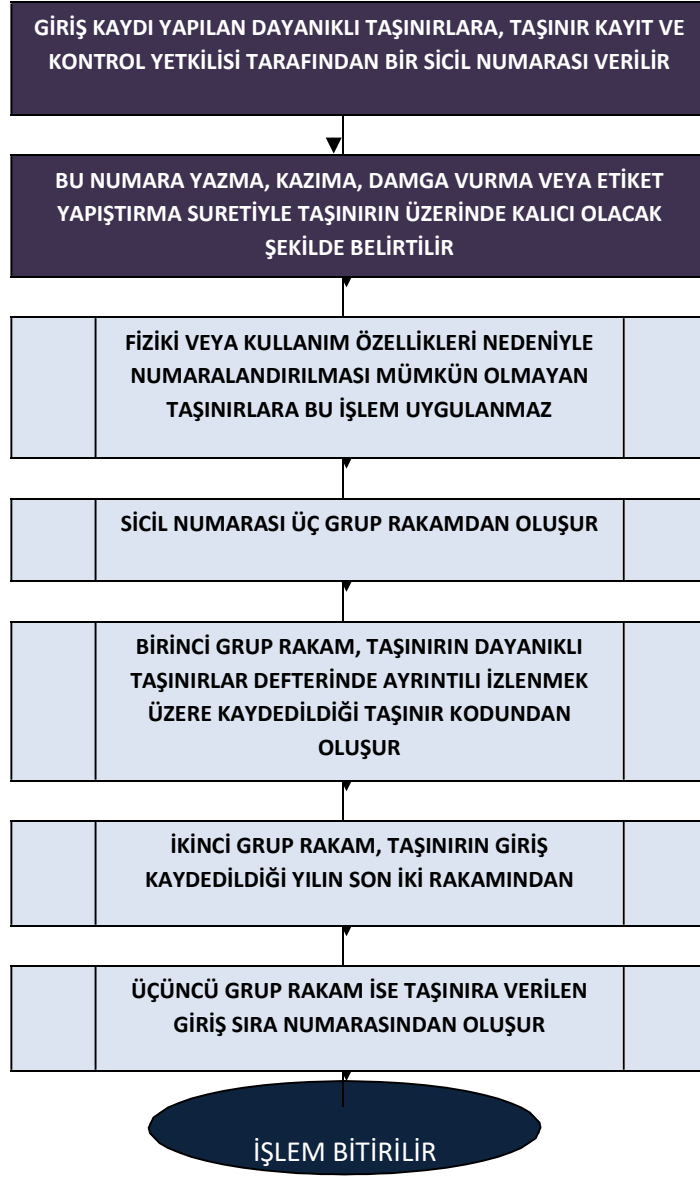 GİRİŞ KAYDI YAPILAN DAYANIKLI TAŞINIRLARA, TAŞINIR KAYIT VE
KONTROL YETKİLİSİ TARAFINDAN BİR SİCİL NUMARASI VERİLİR
BU NUMARA YAZMA, KAZIMA, DAMGA VURMA VEYA ETİKET
YAPIŞTIRMA SURETİYLE TAŞINIRIN ÜZERİNDE KALICI OLACAK
ŞEKİLDE BELİRTİLİR
FİZİKİ VEYA KULLANIM ÖZELLİKLERİ NEDENİYLE
NUMARALANDIRILMASI MÜMKÜN OLMAYAN
TAŞINIRLARA BU İŞLEM UYGULANMAZ
SİCİL NUMARASI ÜÇ GRUP RAKAMDAN OLUŞUR
BİRİNCİ GRUP RAKAM, TAŞINIRIN DAYANIKLI
TAŞINIRLAR DEFTERİNDE AYRINTILI İZLENMEK
ÜZERE KAYDEDİLDİĞİ TAŞINIR KODUNDAN
OLUŞUR
İKİNCİ GRUP RAKAM, TAŞINIRIN GİRİŞ
KAYDEDİLDİĞİ YILIN SON İKİ RAKAMINDAN
ÜÇÜNCÜ GRUP RAKAM İSE TAŞINIRA VERİLEN
GİRİŞ SIRA NUMARASINDAN OLUŞUR
İŞLEM BİTİRİLİR